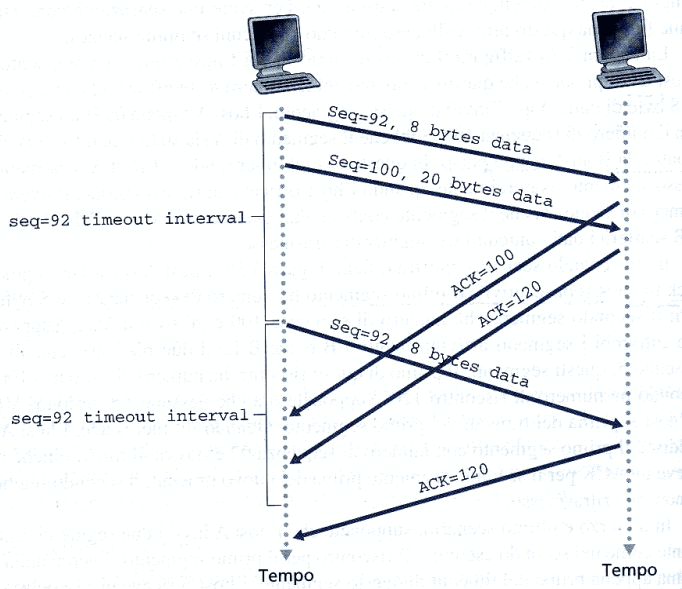 Seq=92, 8 bytes data
Seq=100, 20 bytes data
seq=92 timeout interval
ACK=100
ACK=120
Seq=92, 8 bytes data
seq=92 timeout interval
ACK=120
Tempo
Tempo